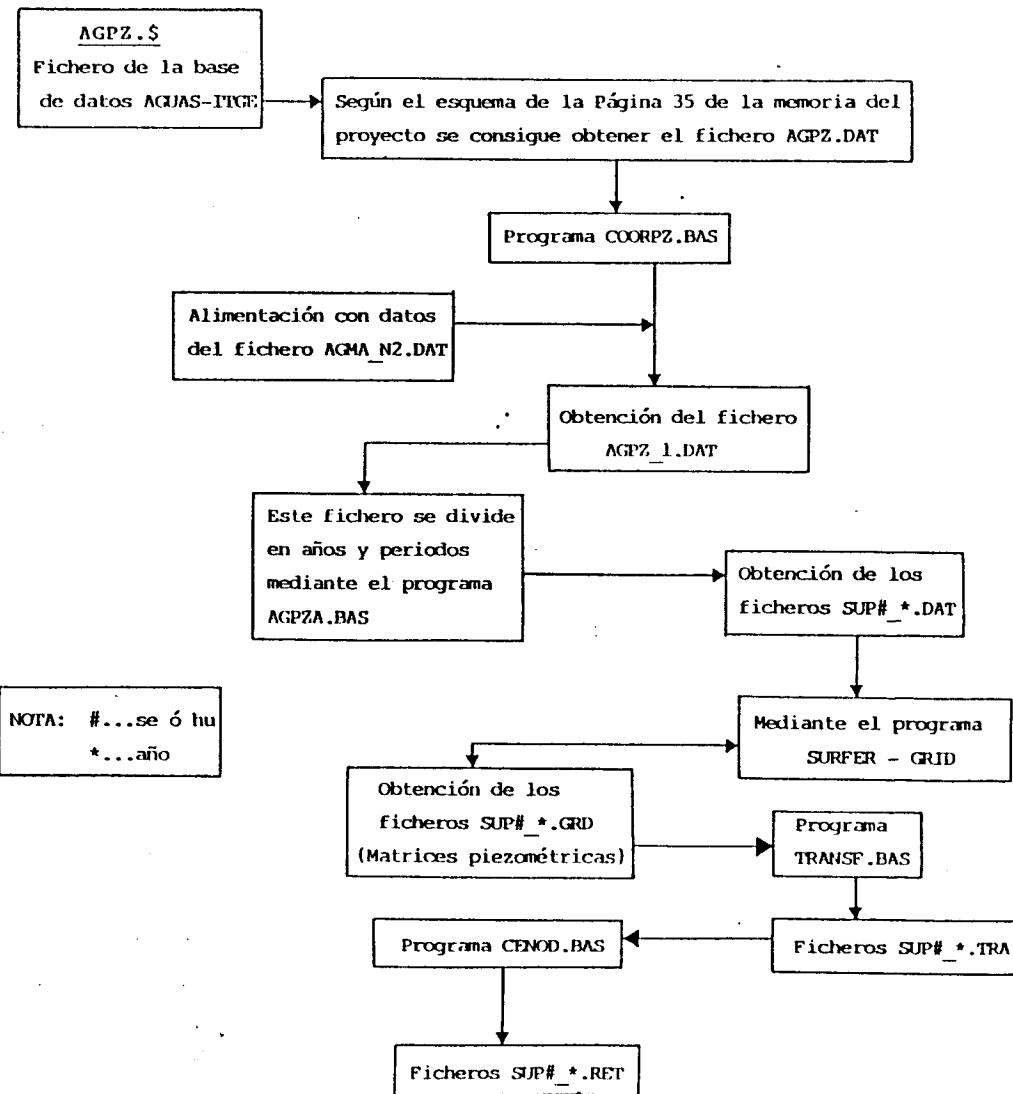 AGPZ.$
Fichero de la base
de datos AGUAS-ITGE
Según el esquema de la Página 35 de la memoria del
proyecto se consigue obtener el fichero AGPZ.DAT
Programa COORPZ.BAS
Alimentación con datos
del fichero AGMA_N2.DAT
Obtención del fichero
AGPZ_1.DAT
Este fichero se divide
en años y periodos
mediante el programa
AGPZA.BAS
Obtención de los
ficheros SUP#_*.DAT
NOTA: #...se ó hu
*...año
Mediante el programa
SURFER - GRID
Obtención de los
ficheros SUP#_*.GRD
(Matrices piezométricas)
Programa
TRANSF.BAS
Programa CENOD.BAS
Ficheros SUP#_*.TRA
Ficheros SUP#_*.RET